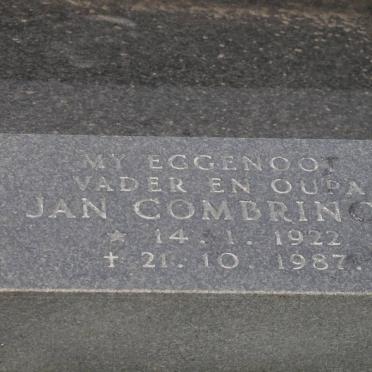 MY EGGENOOT
VADER EN OUPA
JAN COMBRINC
* 14. 1. 1922
† 21. 10. 1987.